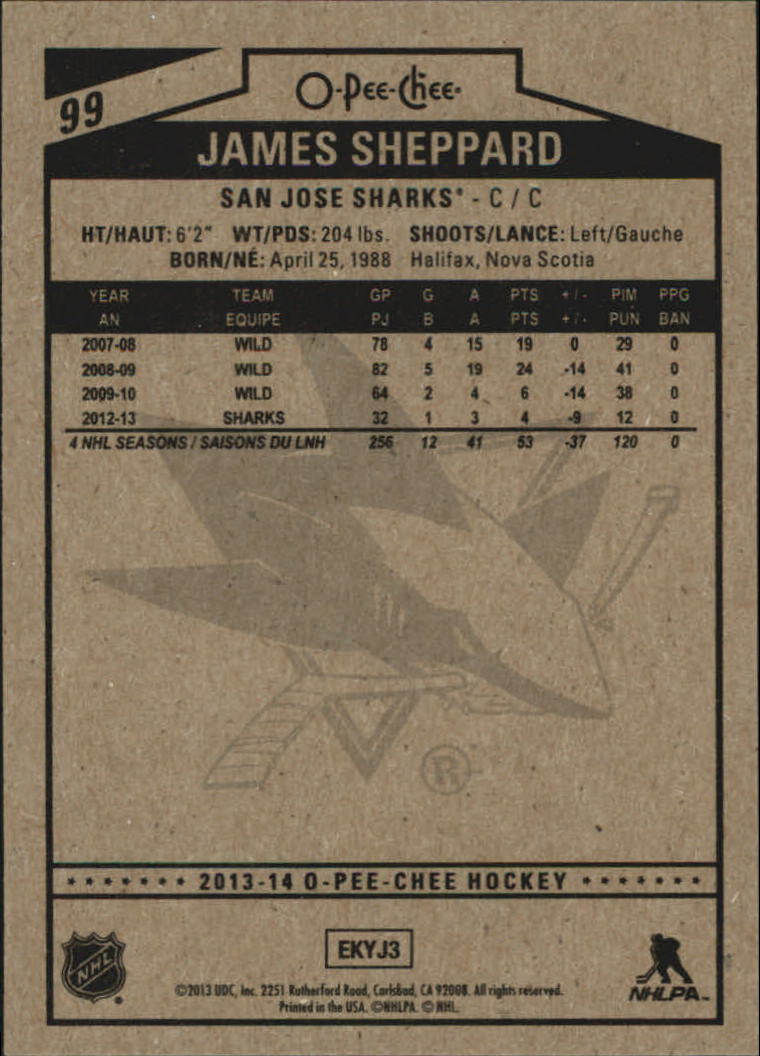 99
O-Pee-Chee
JAMES SHEPPARD
SAN JOSE SHARKS® - C / C
HT/HAUT: 6'2" WT/PDS: 204 lbs. SHOOTS/LANCE: Left/Gauche
BORN/NÉ: April 25, 1988 Halifax, Nova Scotia
YEAR TEAM GP G A PTS +/- PIM PPG
AN EQUIPE PJ B A PTS +/- PUN BAN
2007-08 WILD 78 4 15 19 0 29 0
2008-09 WILD 82 5 19 24 -14 41 0
2009-10 WILD 64 2 4 6 -14 38 0
2012-13 SHARKS 32 1 3 4 -9 12 0
4 NHL SEASONS / SAISONS DU LNH 256 12 41 53 -37 120 0
®
2013-14 O-PEE-CHEE HOCKEY
EKYJ3
NHL
©2013 UDC, Inc. 2251 Rutherford Road, Carlsbad, CA 92008. All rights reserved.
Printed in the USA. ©NHLPA. © NHL.
NHLPA™